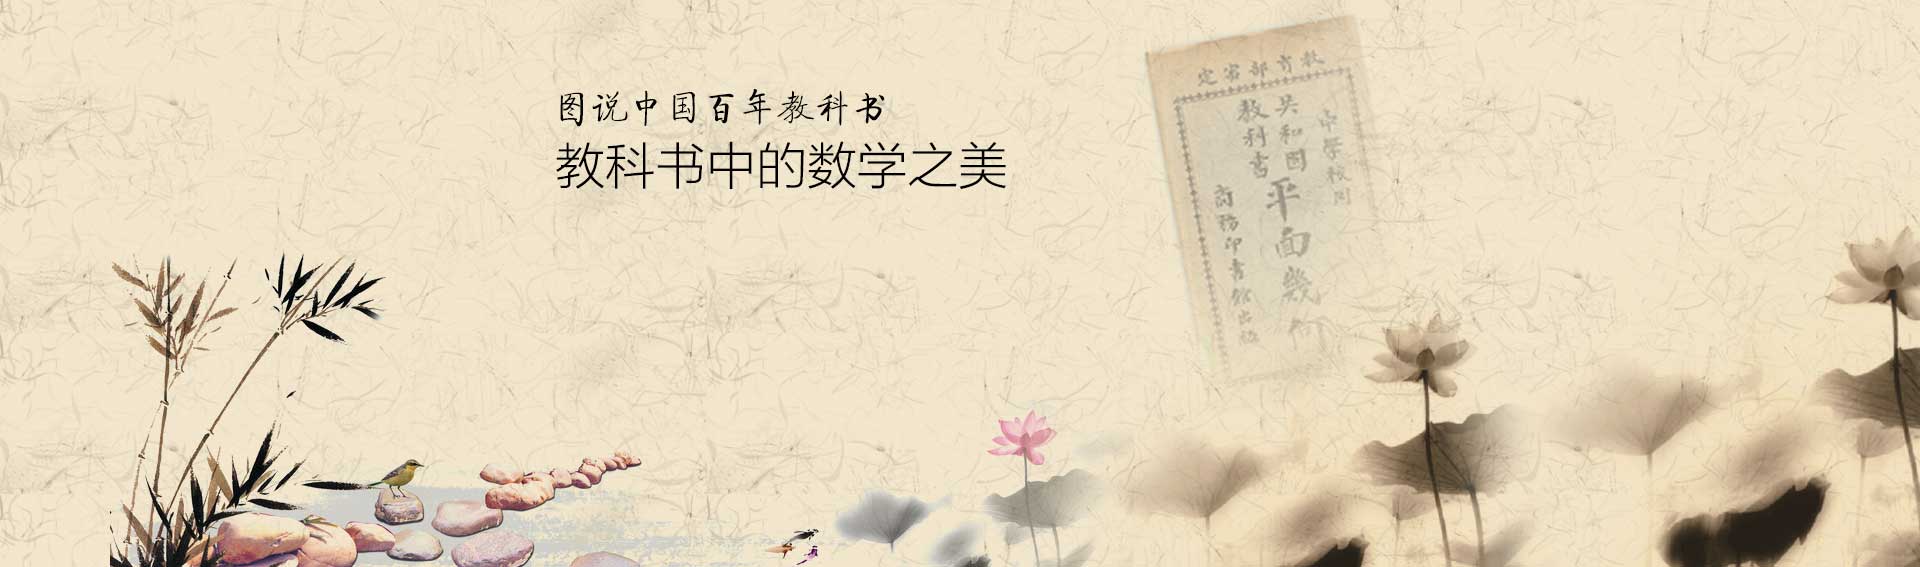 图说中国百年教科书
教科书中的数学之美
教育部审定
中學校用
共和国
教科書
平面幾何
商務印書館出版